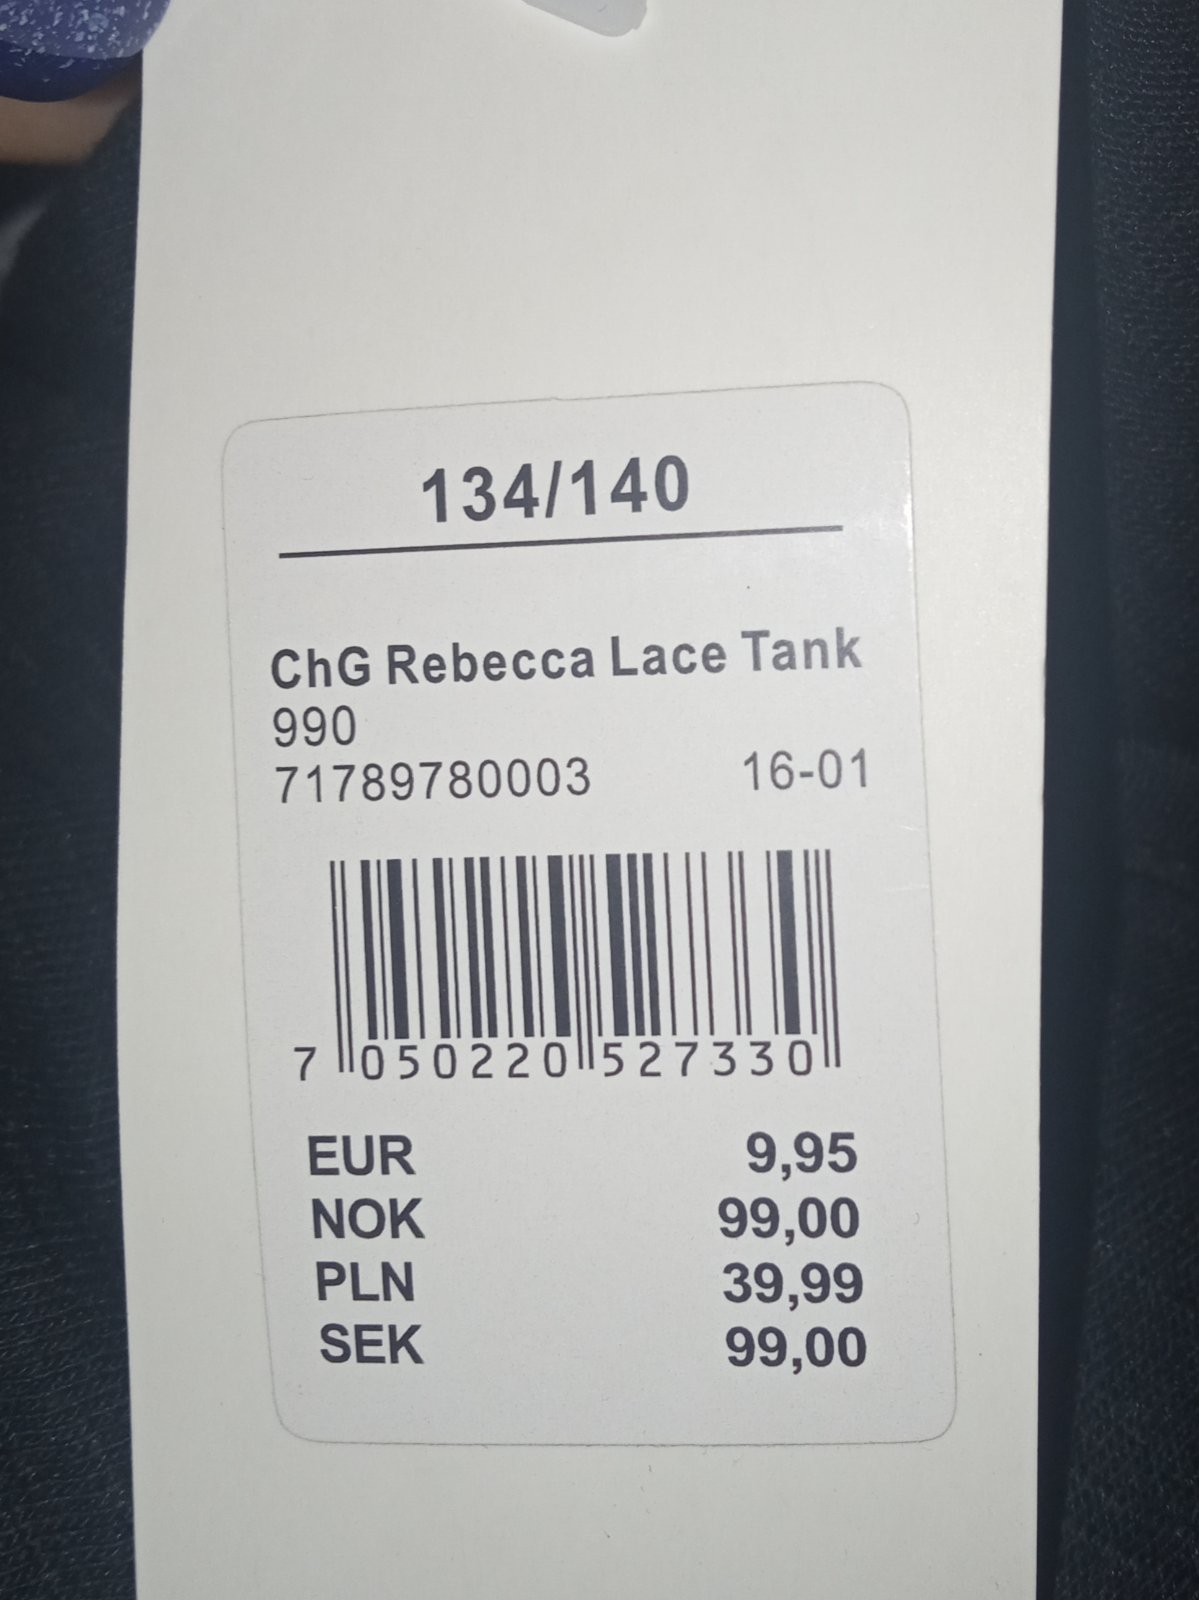 134/140
ChG Rebecca Lace Tank
990
71789780003 16-01
7 050220 527330
EUR 9,95
NOK 99,00
PLN 39,99
SEK 99,00